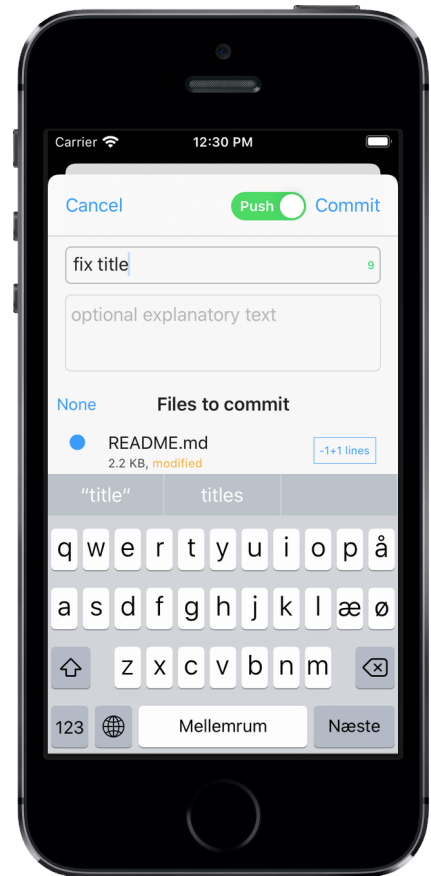 Carrier 12:30 PM
Cancel Push Commit
fix title 9
optional explanatory text
None Files to commit
README.md -1+1 lines
2.2 KB, modified
"title" titles
q w e r t y u i o p å
a s d f g h j k l æ ø
z x c v b n m
123 Mellemrum Næste